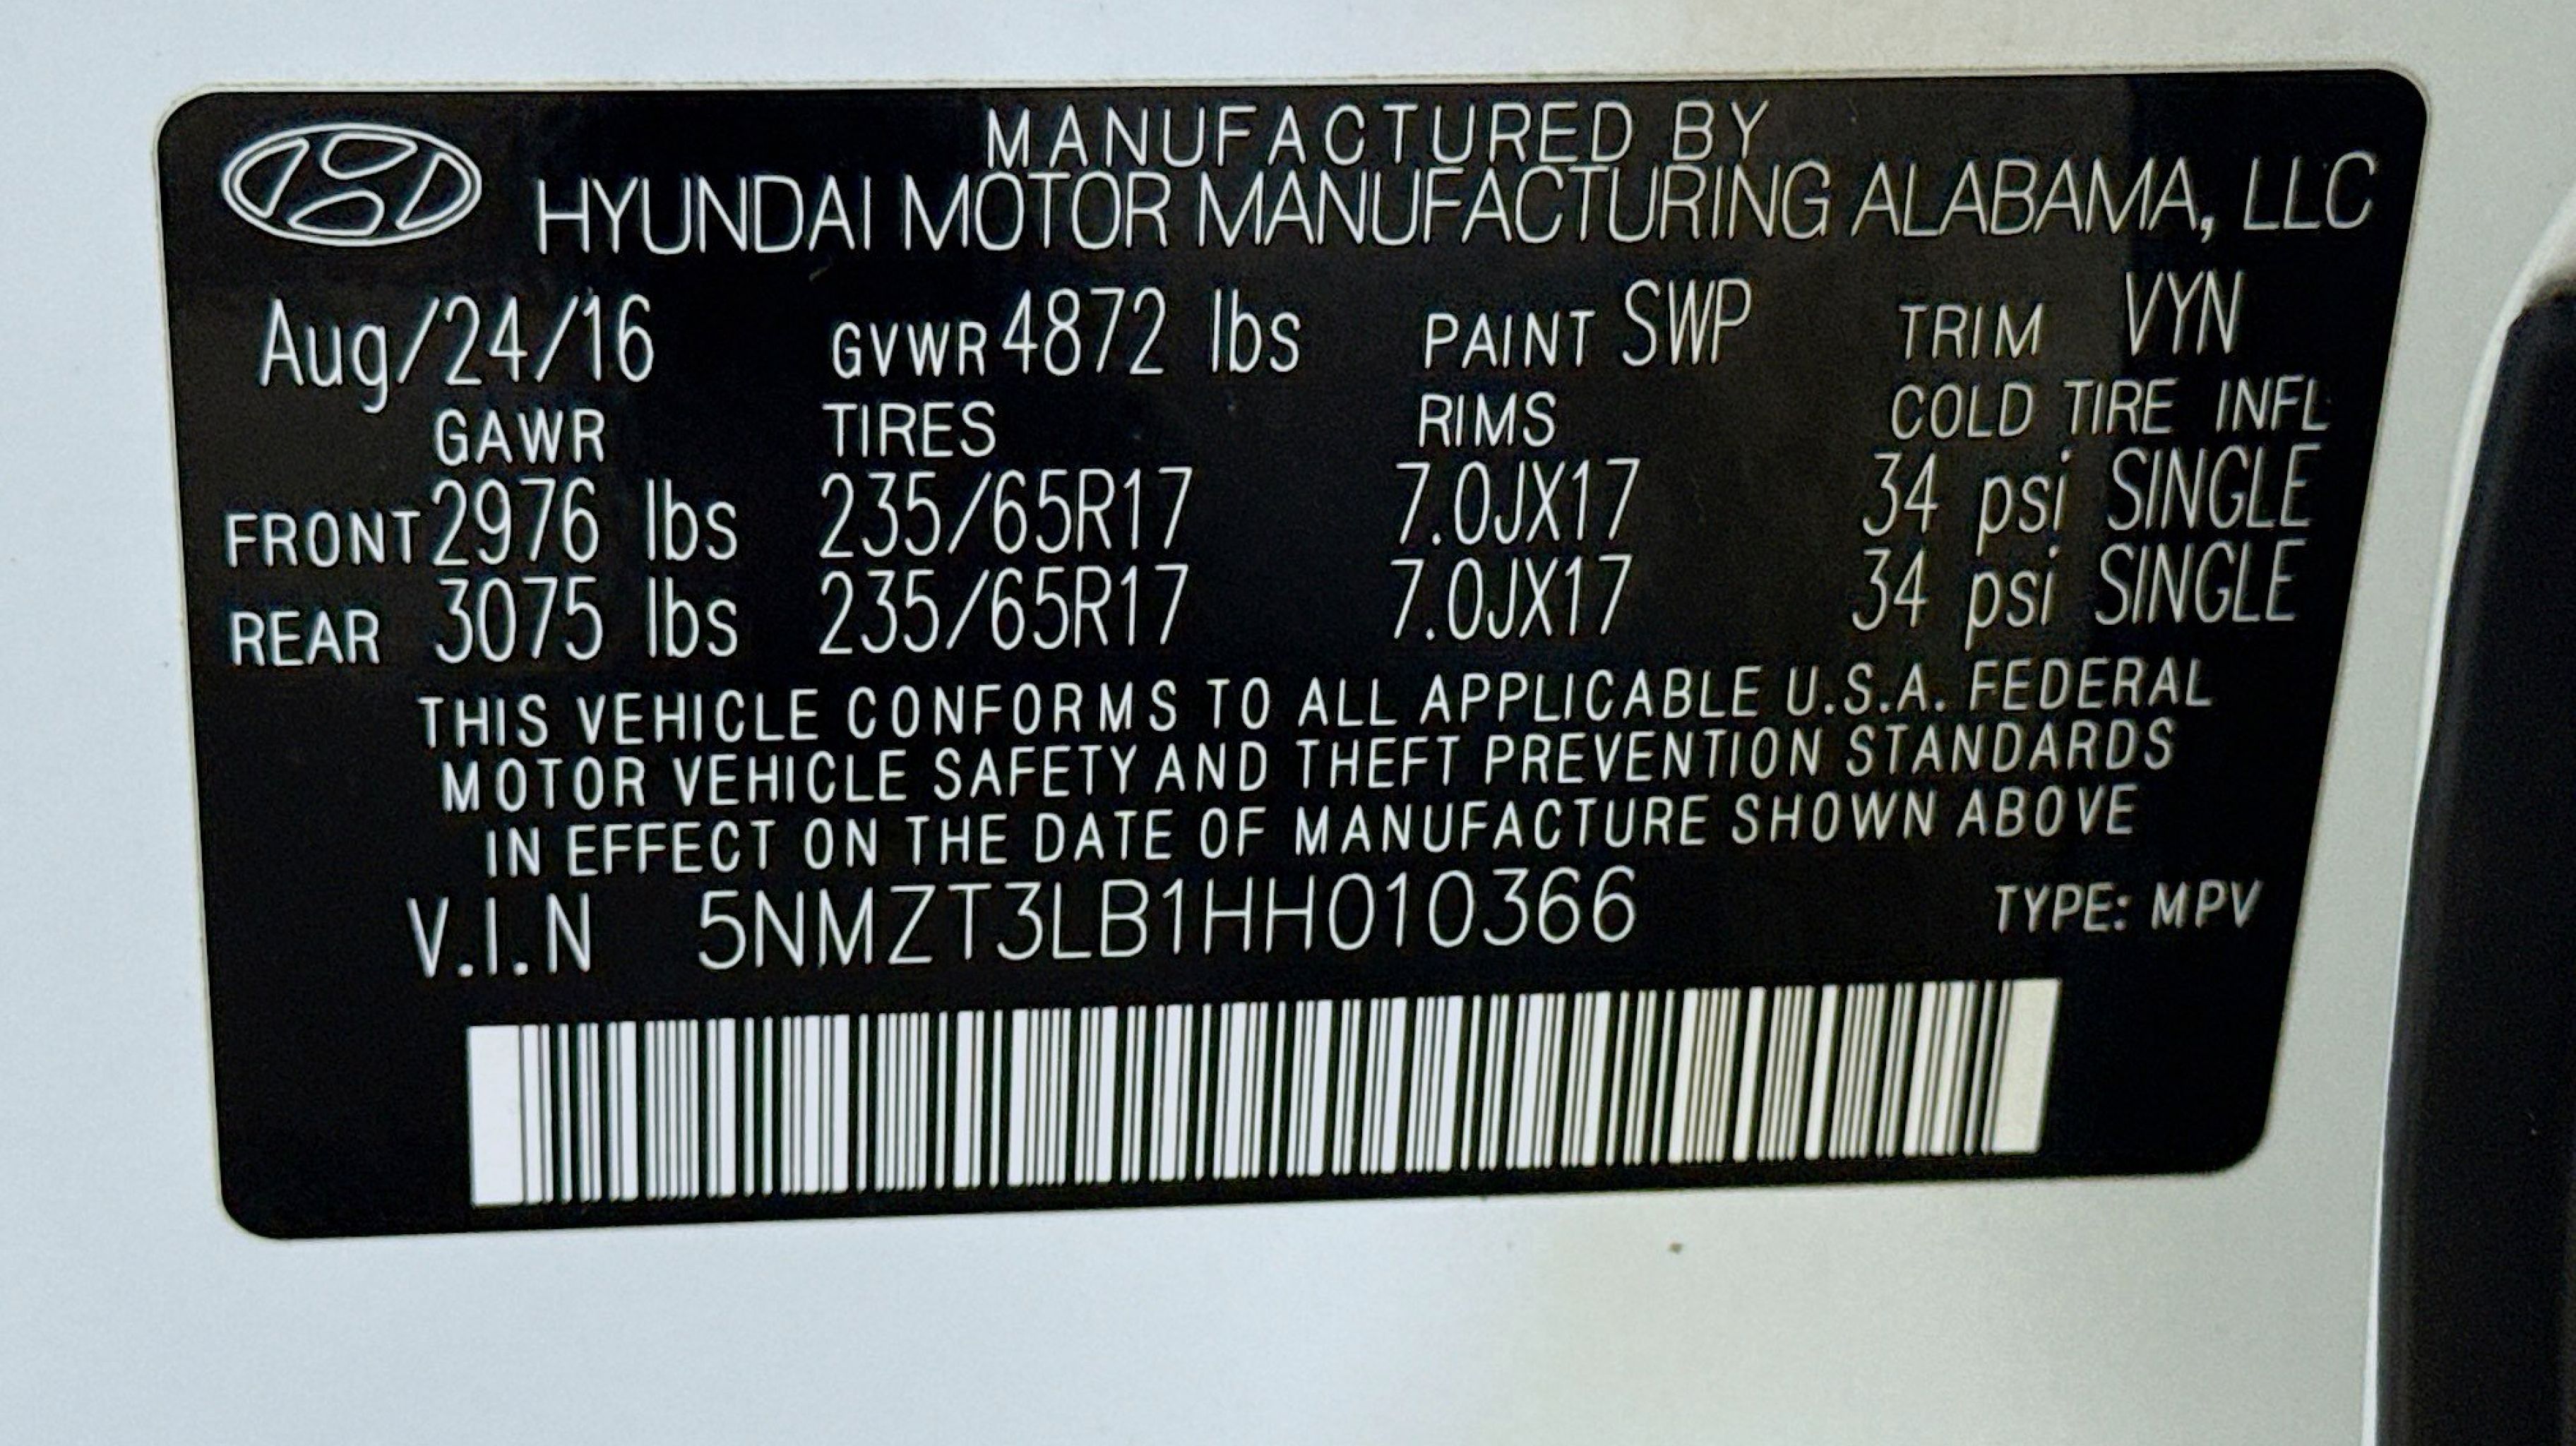 MANUFACTURED BY
HYUNDAI MOTOR MANUFACTURING ALABAMA, LLC
Aug/24/16 GVWR 4872 lbs PAINT SWP TRIM VYN
GAWR TIRES RIMS COLD TIRE INFL
FRONT 2976 lbs 235/65R17 7.0JX17 34 psi SINGLE
REAR 3075 lbs 235/65R17 7.0JX17 34 psi SINGLE
THIS VEHICLE CONFORMS TO ALL APPLICABLE U.S.A. FEDERAL
MOTOR VEHICLE SAFETY AND THEFT PREVENTION STANDARDS
IN EFFECT ON THE DATE OF MANUFACTURE SHOWN ABOVE
V.I.N 5NMZT3LB1HH010366 TYPE: MPV